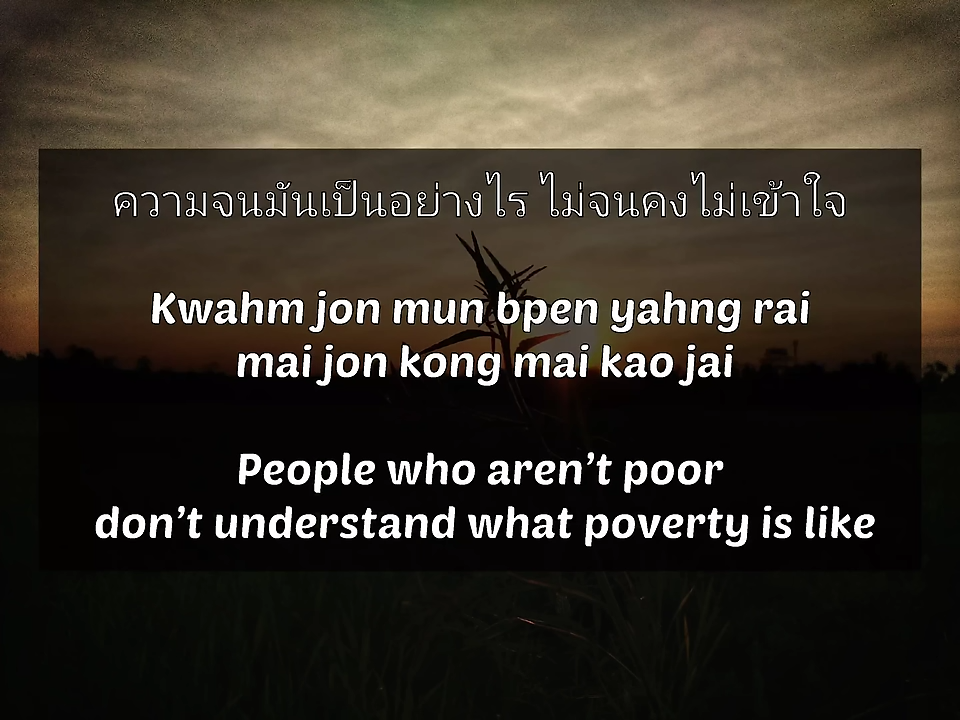 ความจนมันเป็นอย่างไร ไม่จนคงไม่เข้าใจ
Kwahm jon mun bpen yahng rai
mai jon kong mai kao jai
People who aren’t poor
don’t understand what poverty is like